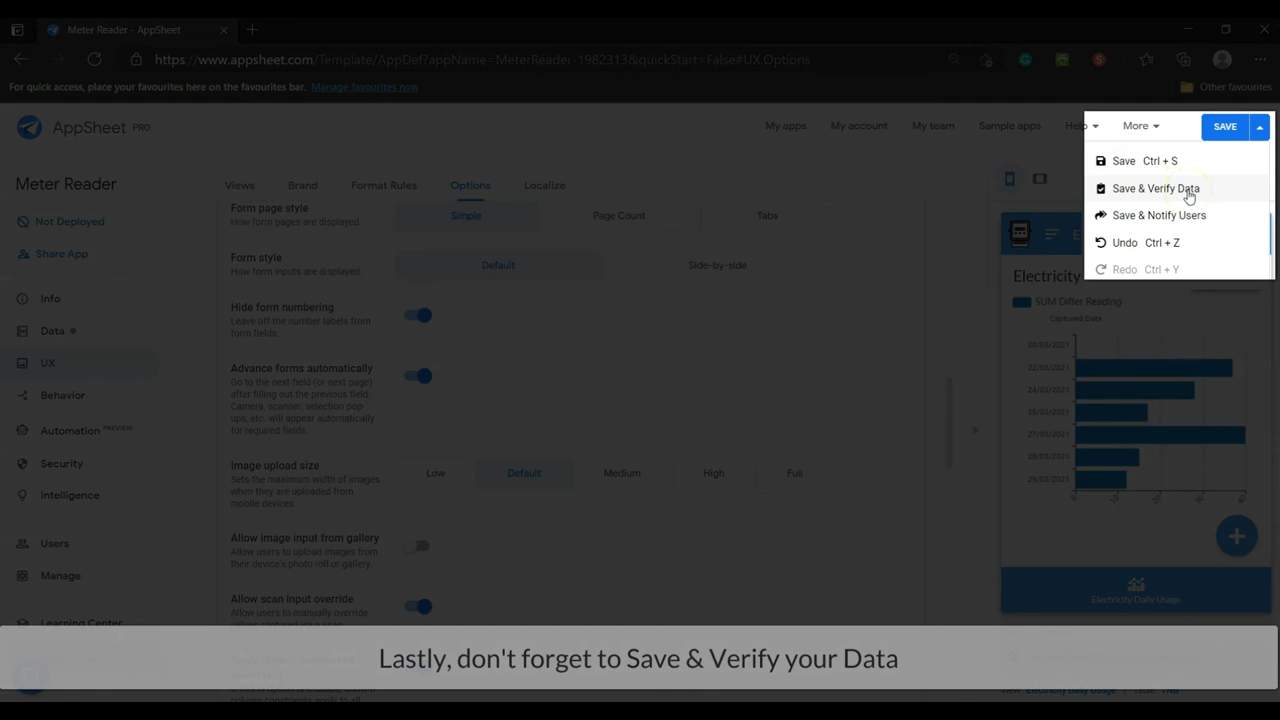 Meter Reader - AppSheet
https://www.appsheet.com/Template/AppDef?appName=MeterReader-1982313&quickStart=False#UX.Options
For quick access, place your favourites here on the favourites bar. Manage favourites now
Other favourites
AppSheet PRO
My apps
My account
My team
Sample apps
Help
More
SAVE
Save Ctrl + S
Save & Verify Data
Save & Notify Users
Undo Ctrl + Z
Redo Ctrl + Y
Meter Reader
Not Deployed
Share App
Info
Data
UX
Behavior
Automation PREVIEW
Security
Intelligence
Users
Manage
Learning Center
Views
Brand
Format Rules
Options
Localize
Form page style
How form pages are displayed.
Simple
Page Count
Tabs
Form style
How form inputs are displayed.
Default
Side-by-side
Hide form numbering
Leave off the number labels from
form fields.
Advance forms automatically
Go to the next field (or next page)
after filling out the previous field.
Camera, scanner, selection pop-
ups, etc. will appear automatically
for required fields.
Image upload size
Sets the maximum width of images
when they are uploaded from
mobile devices.
Low
Default
Medium
High
Full
Allow image input from gallery
Allow users to upload images from
their device's photo roll or gallery.
Allow scan input override
Allow users to manually override
Electricity
SUM Differ Reading
Captured Date
20/03/2021
22/03/2021
24/03/2021
25/03/2021
27/03/2021
28/03/2021
29/03/2021
Electricity Daily Usage
Lastly, don't forget to Save & Verify your Data
View: Electricity Daily Usage